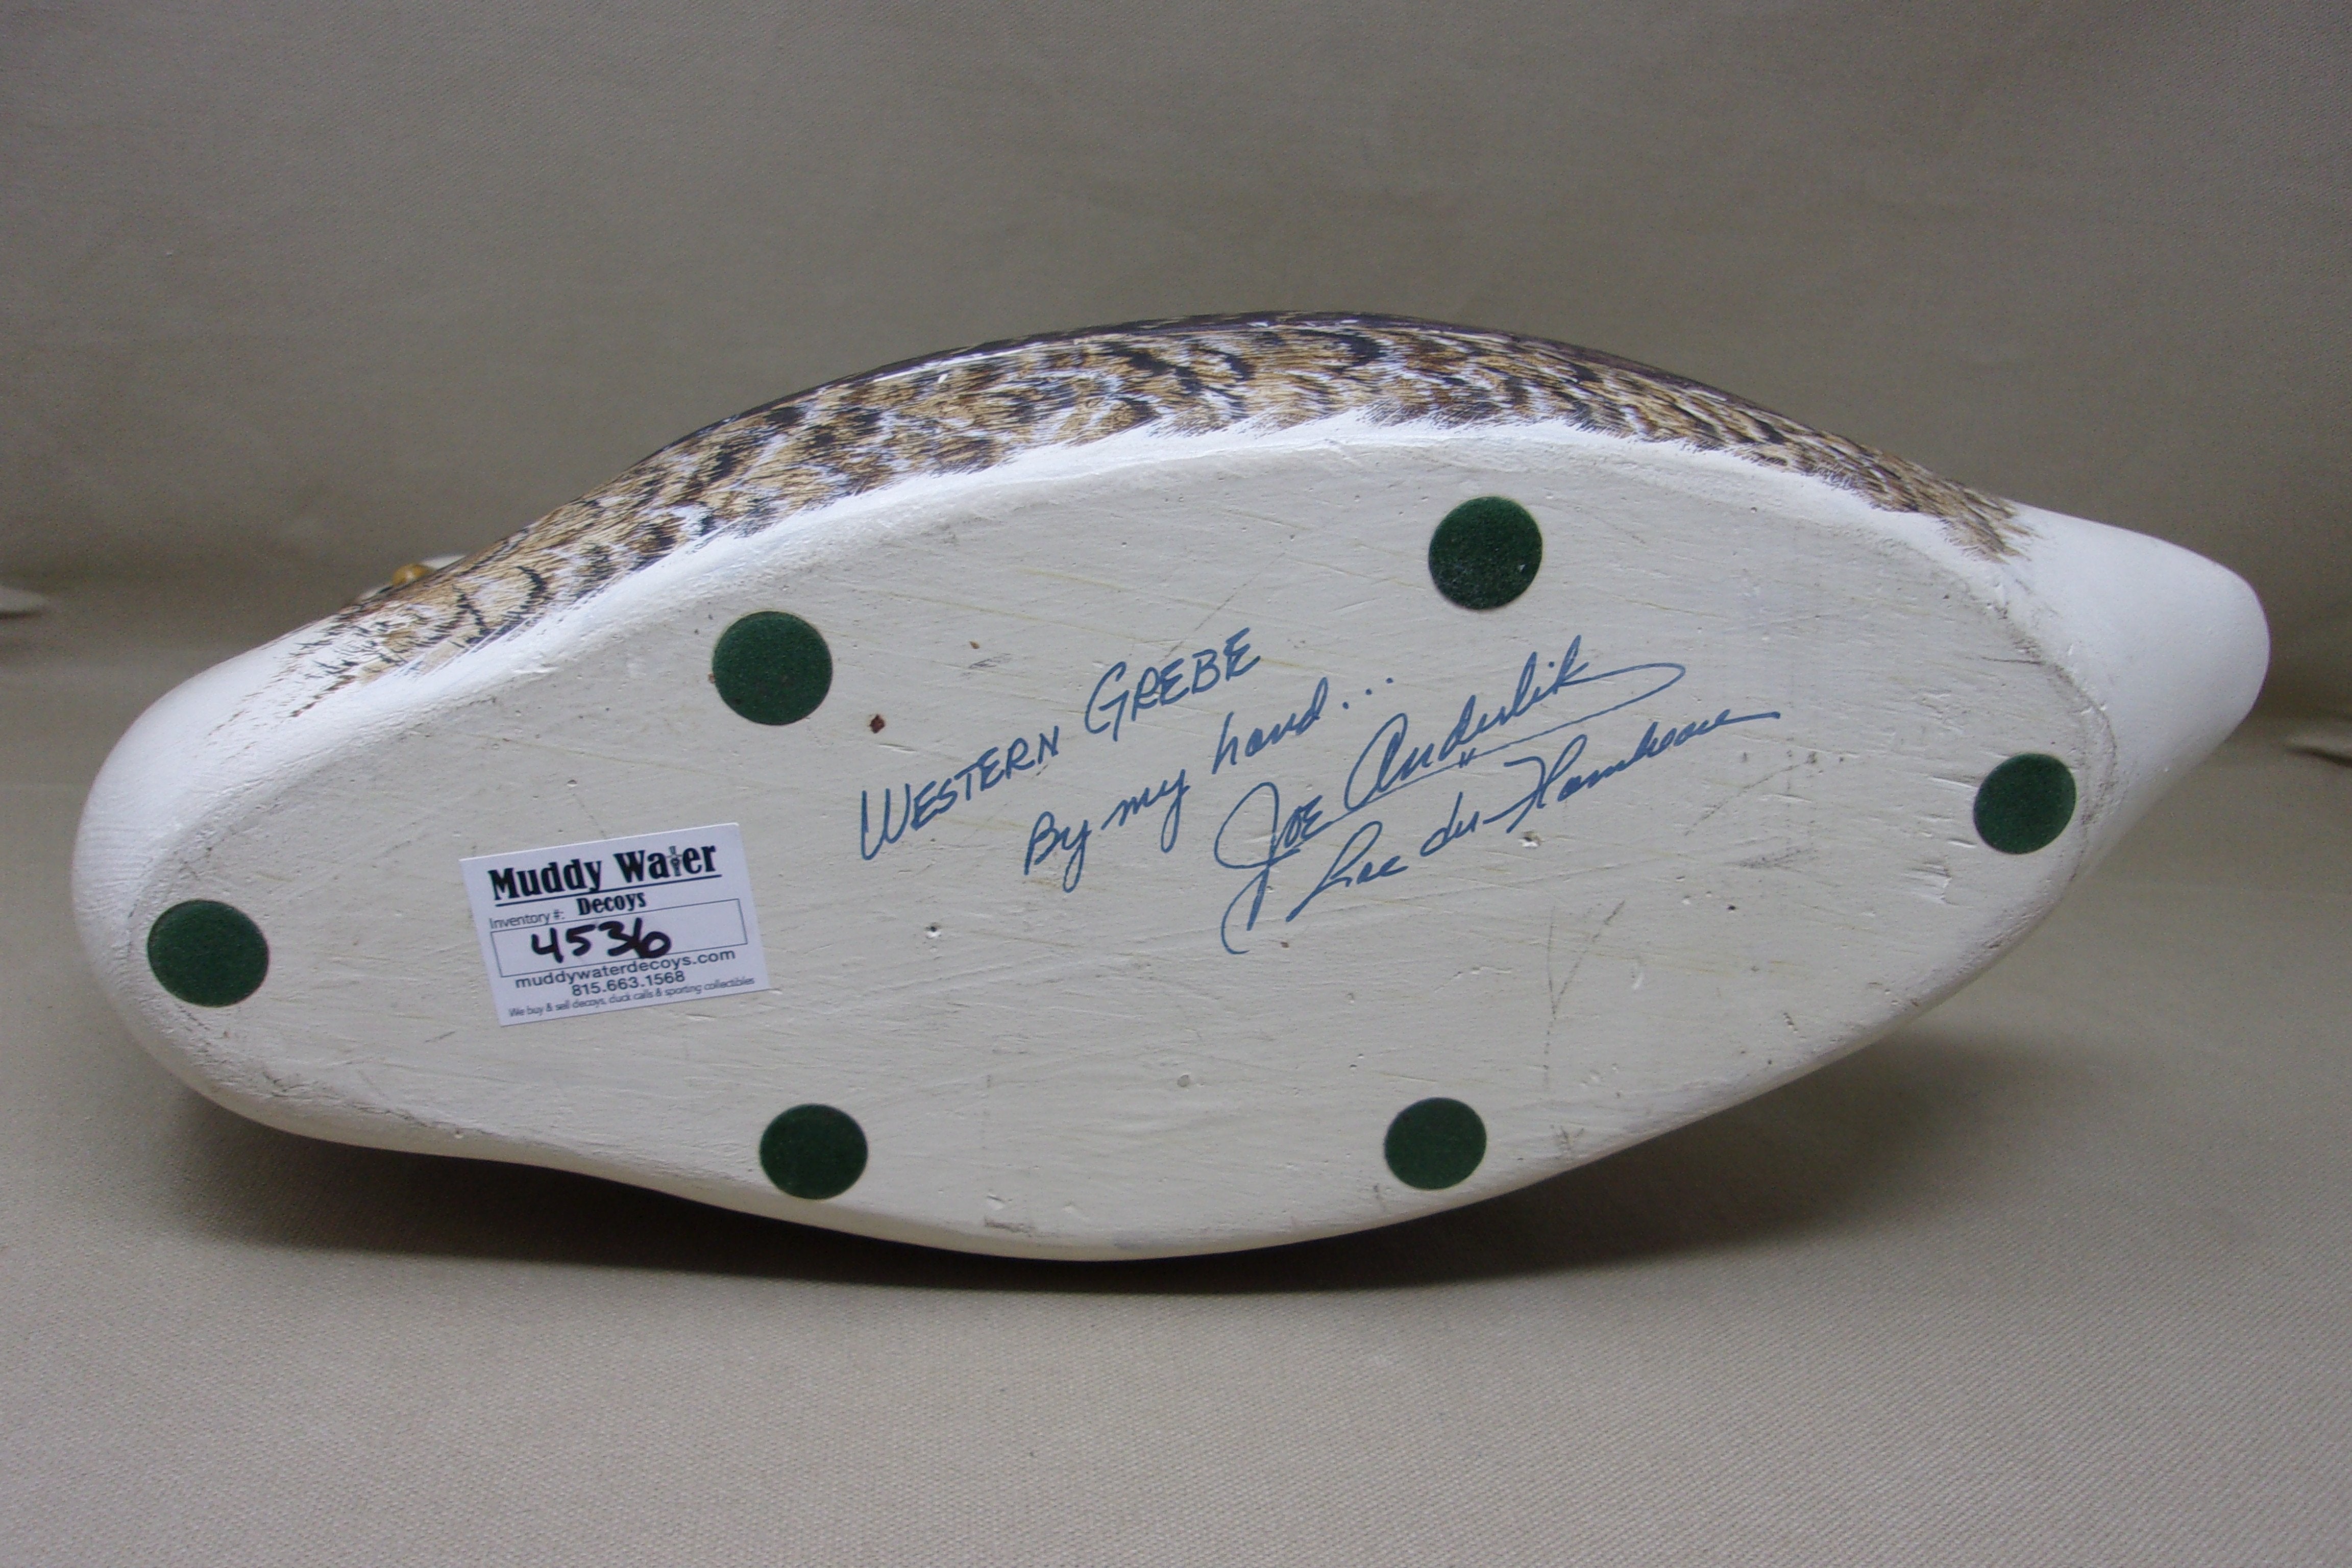 WESTERN GREBE
By my hand...
Joe Anderlik
Lac du-Flambeau
Muddy Water
Decoys
Inventory #:
4536
muddywaterdecoys.com
815.663.1568
We buy & sell decoys, duck calls & sporting collectibles